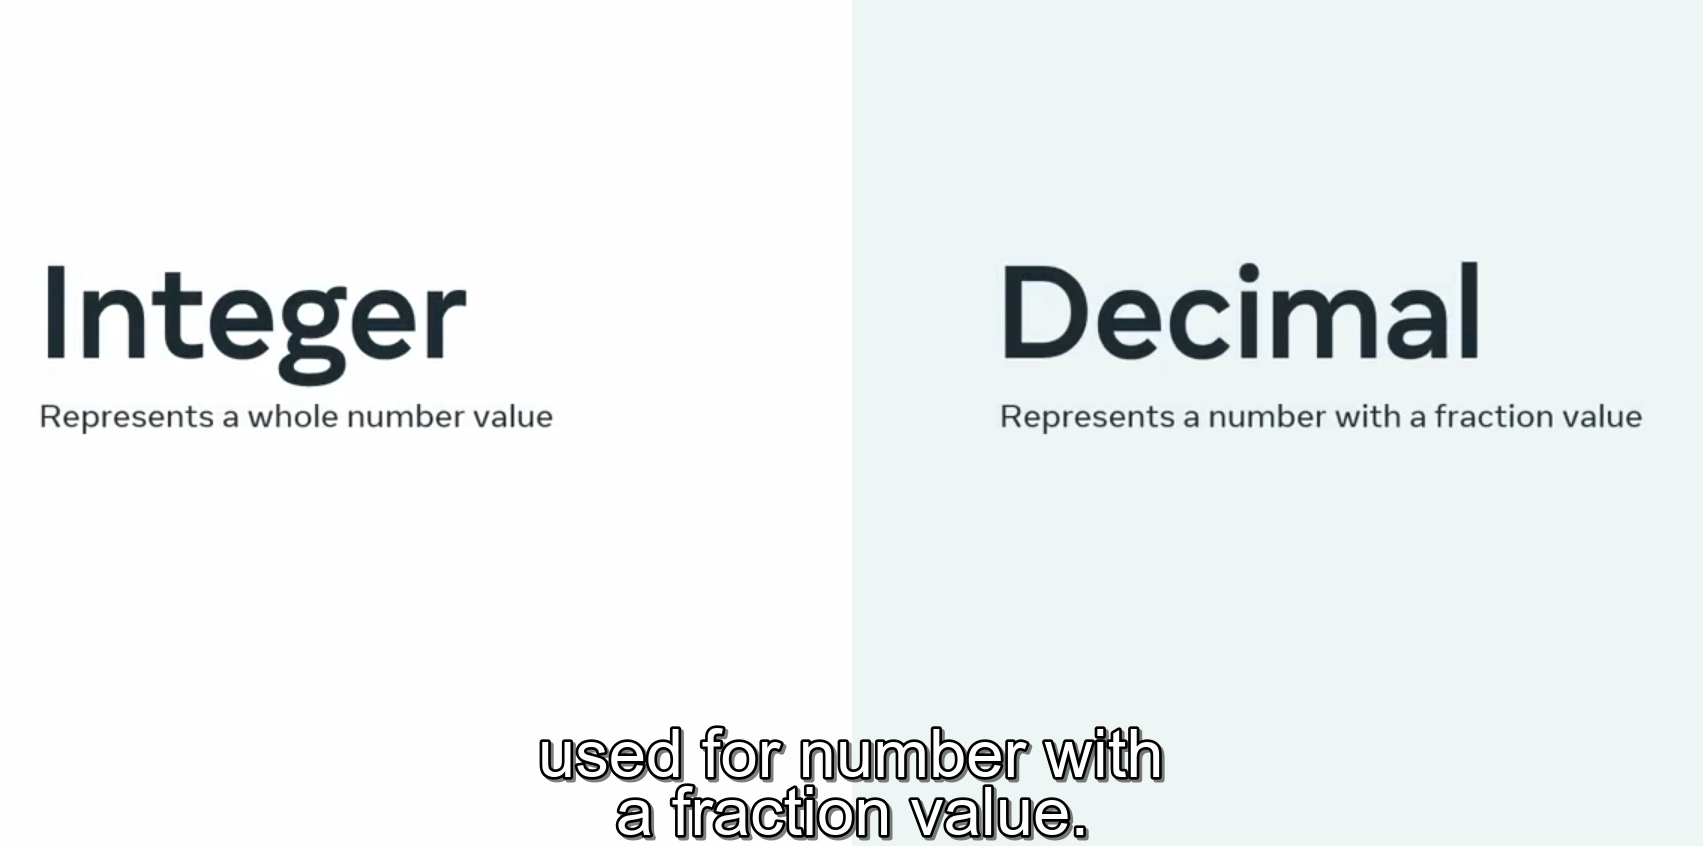 Integer
Represents a whole number value
Decimal
Represents a number with a fraction value
used for number with
a fraction value.